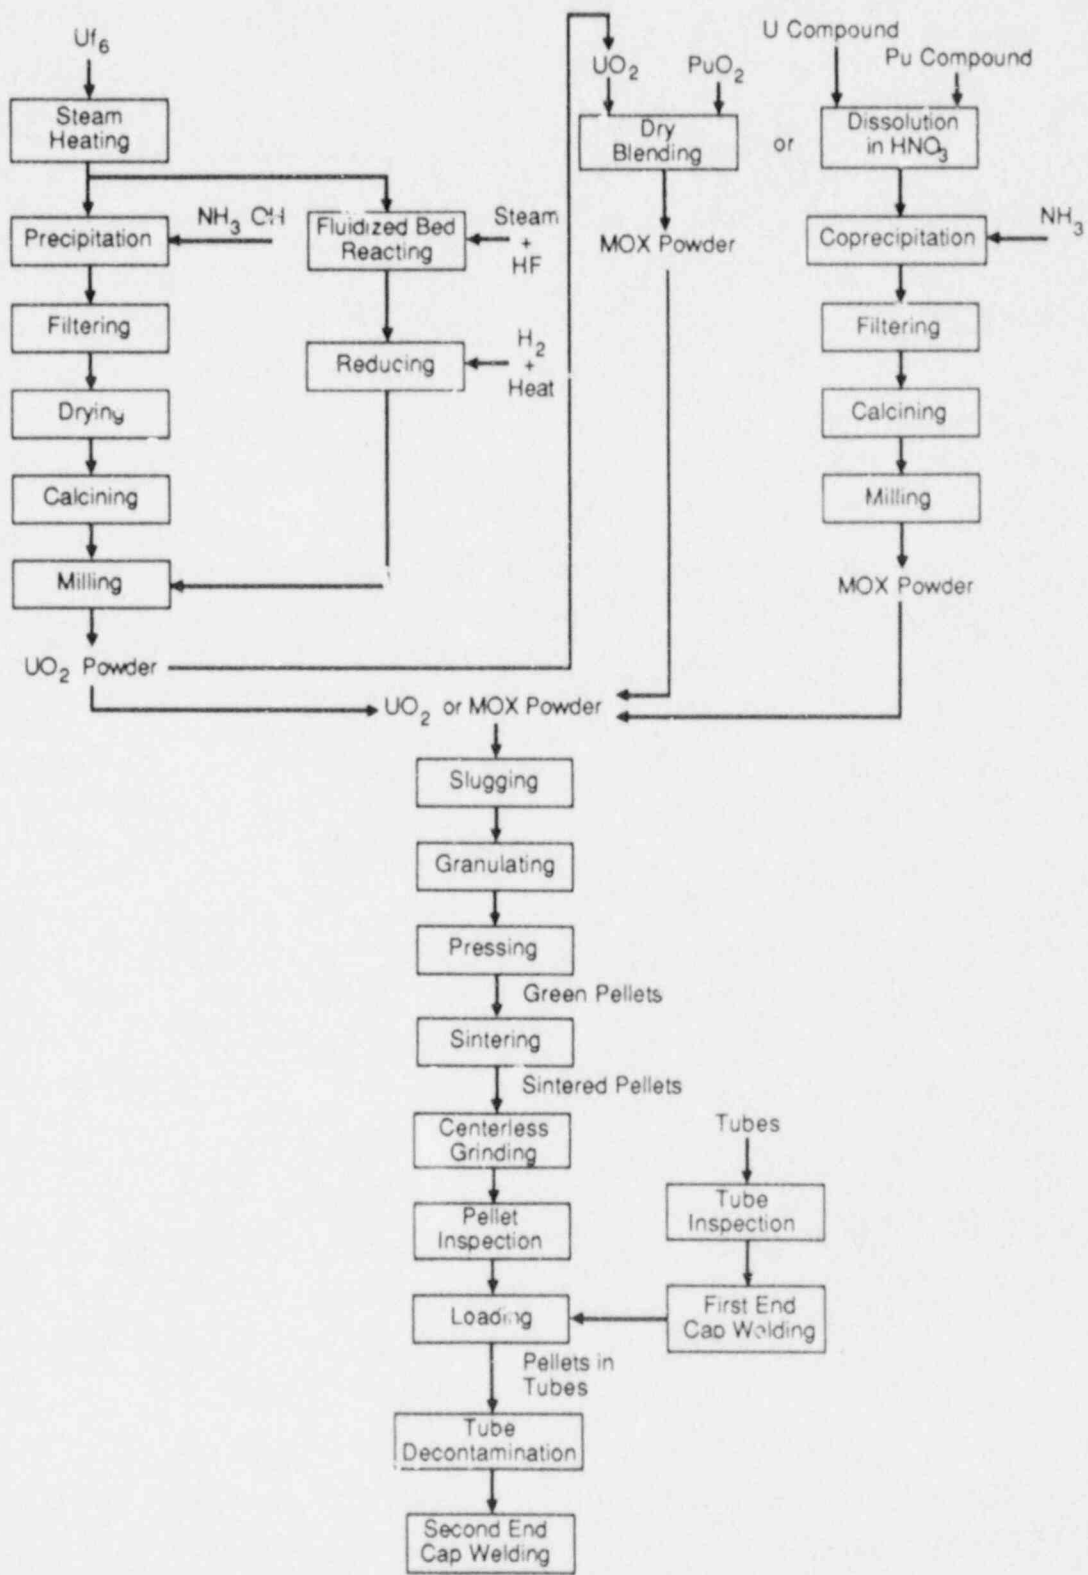 Uf6
Steam
Heating
Precipitation
NH3 OH
Fluidized Bed
Reacting
Steam
+
HF
Filtering
Reducing
H2
+
Heat
Drying
Calcining
Milling
UO2 Powder
UO2
PuO2
Dry
Blending
MOX Powder
or
U Compound
Pu Compound
Dissolution
in HNO3
Coprecipitation
NH3
Filtering
Calcining
Milling
MOX Powder
UO2 or MOX Powder
Slugging
Granulating
Pressing
Green Pellets
Sintering
Sintered Pellets
Centerless
Grinding
Pellet
Inspection
Tubes
Tube
Inspection
First End
Cap Welding
Loading
Pellets in
Tubes
Tube
Decontamination
Second End
Cap Welding